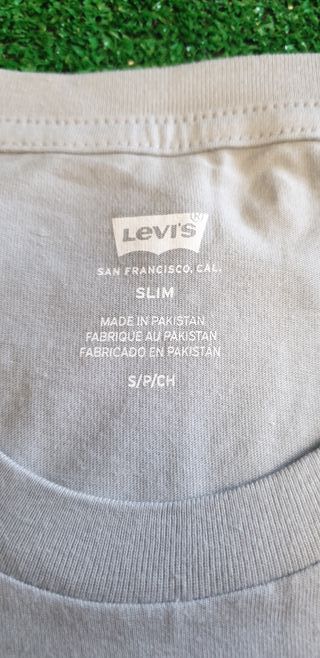 Levi's
SAN FRANCISCO, CAL.
SLIM
MADE IN PAKISTAN
FABRIQUE AU PAKISTAN
FABRICADO EN PAKISTAN
S/P/CH